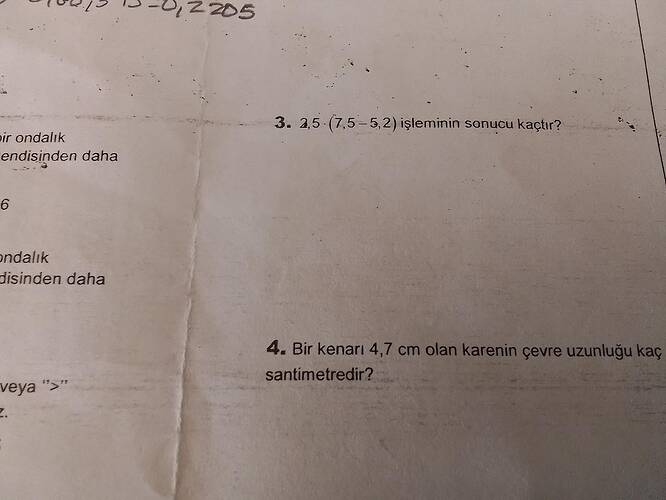 -0,2205
ir ondalık
endisinden daha
6
ondalık
disinden daha
veya ">"
z.
3. 2,5 · (7,5 – 5,2) işleminin sonucu kaçtır?
4. Bir kenarı 4,7 cm olan karenin çevre uzunluğu kaç
santimetredir?